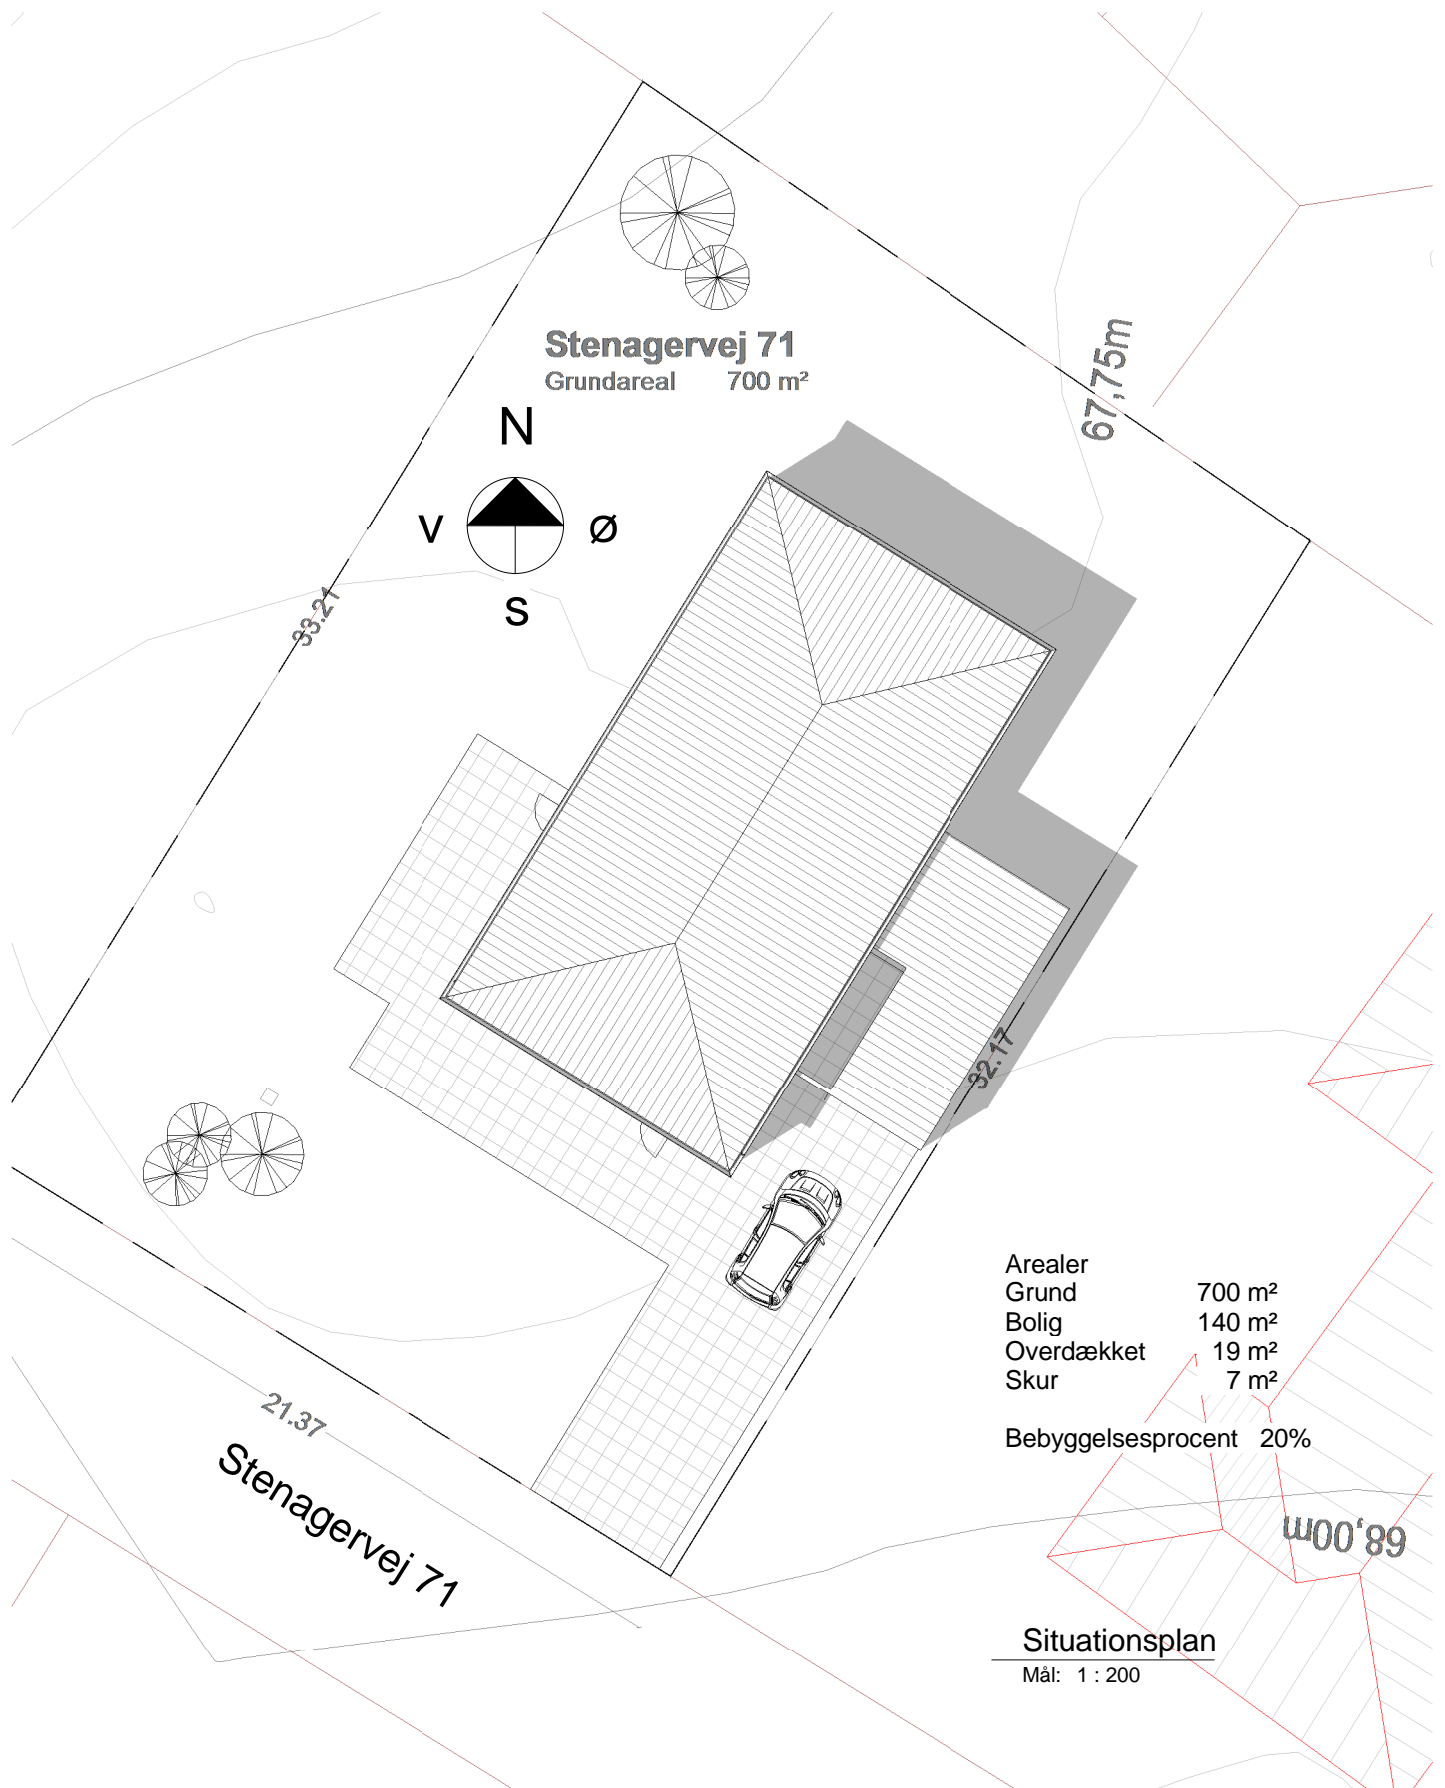 Stenagervej 71
Grundareal 700 m²
67,75m
N
V
Ø
S
33.21
32.17
Arealer
Grund 700 m²
Bolig 140 m²
Overdækket 19 m²
Skur 7 m²
Bebyggelsesprocent 20%
21.37
Stenagervej 71
68,00m
Situationsplan
Mål: 1 : 200